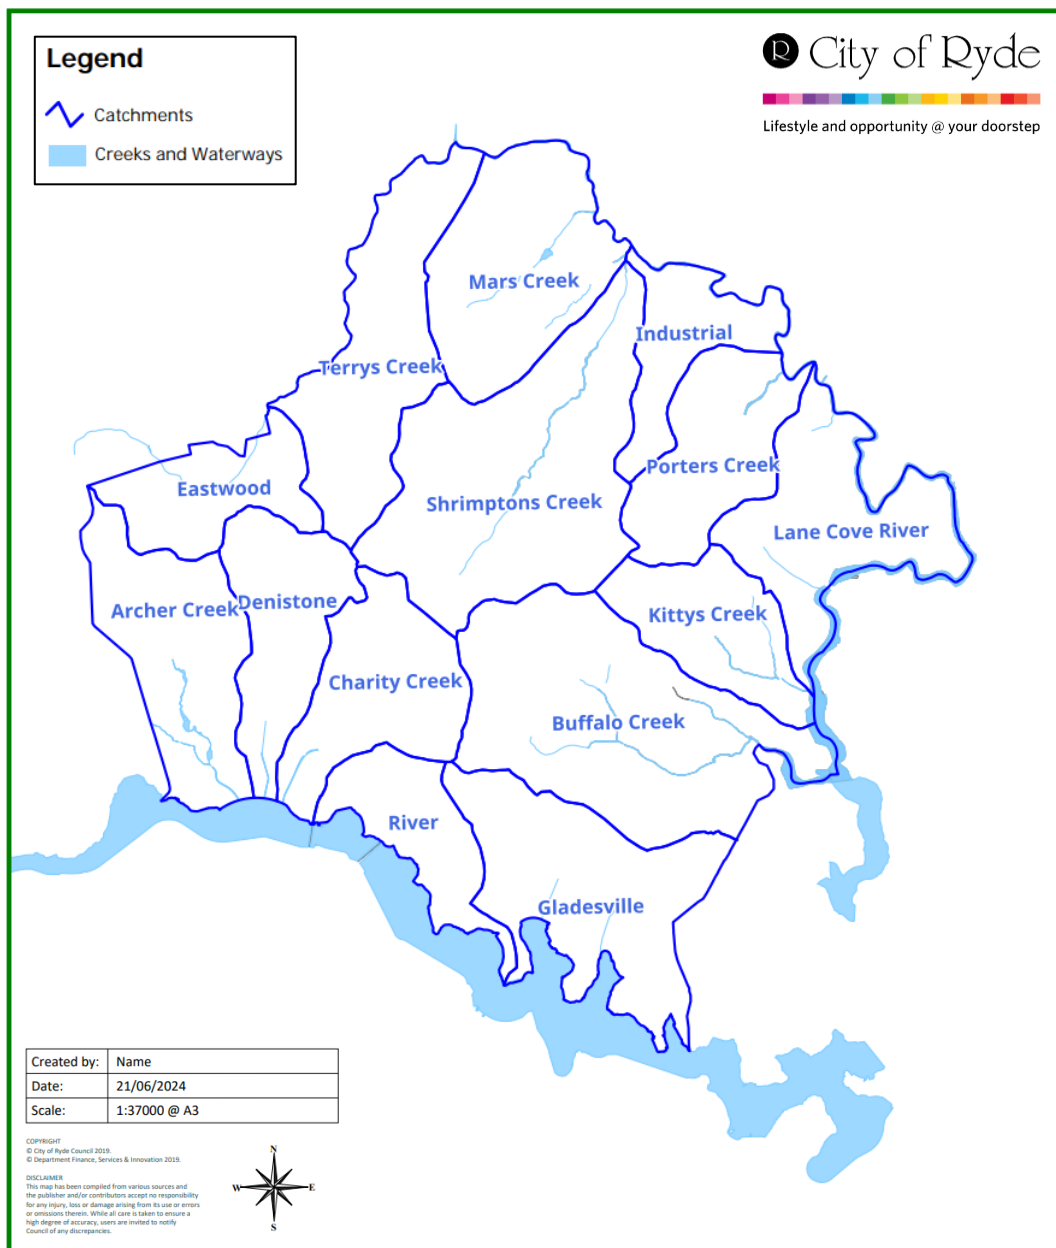 Legend
Catchments
Creeks and Waterways
R City of Ryde
Lifestyle and opportunity @ your doorstep
Mars Creek
Industrial
Terrys Creek
Porters Creek
Eastwood
Shrimptons Creek
Lane Cove River
Archer Creek
Denistone
Kittys Creek
Charity Creek
Buffalo Creek
River
Gladesville
Created by: Name
Date: 21/06/2024
Scale: 1:37000 @ A3
COPYRIGHT
© City of Ryde Council 2019.
© Department Finance, Services & Innovation 2019.
DISCLAIMER
This map has been compiled from various sources and
the publisher and/or contributors accept no responsibility
for any injury, loss or damage arising from its use or errors
or omissions therein. While all care is taken to ensure a
high degree of accuracy, users are invited to notify
Council of any discrepancies.
N
W E
S